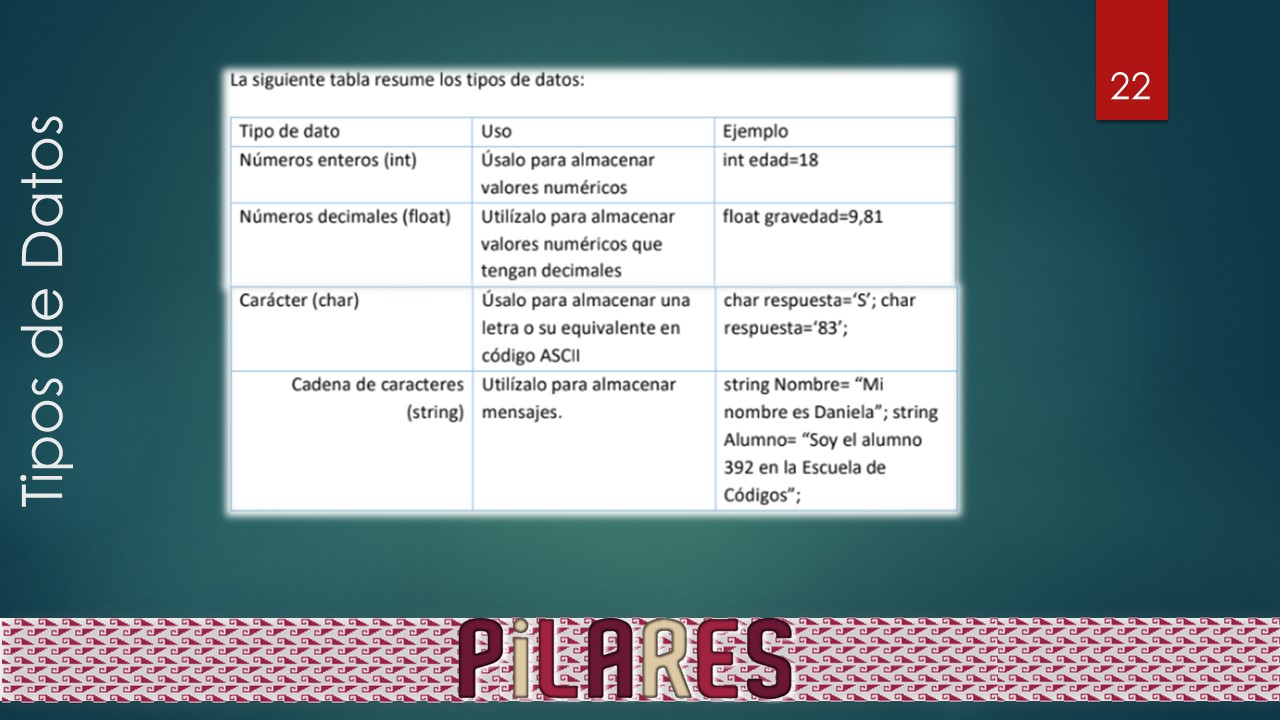 Tipos de Datos
22
La siguiente tabla resume los tipos de datos:
Tipo de dato
Uso
Ejemplo
Números enteros (int)
Úsalo para almacenar
valores numéricos
int edad=18
Números decimales (float)
Utilízalo para almacenar
valores numéricos que
tengan decimales
float gravedad=9,81
Carácter (char)
Úsalo para almacenar una
letra o su equivalente en
código ASCII
char respuesta=‘S’; char
respuesta=‘83’;
Cadena de caracteres
(string)
Utilízalo para almacenar
mensajes.
string Nombre= “Mi
nombre es Daniela”; string
Alumno= “Soy el alumno
392 en la Escuela de
Códigos”;
PiLARES